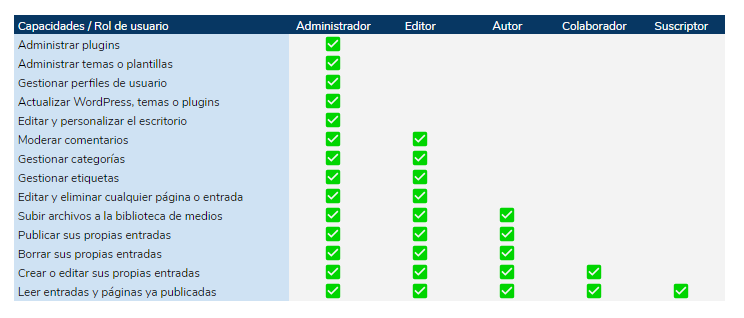 Capacidades / Rol de usuario Administrador Editor Autor Colaborador Suscriptor
Administrar plugins
Administrar temas o plantillas
Gestionar perfiles de usuario
Actualizar WordPress, temas o plugins
Editar y personalizar el escritorio
Moderar comentarios
Gestionar categorías
Gestionar etiquetas
Editar y eliminar cualquier página o entrada
Subir archivos a la biblioteca de medios
Publicar sus propias entradas
Borrar sus propias entradas
Crear o editar sus propias entradas
Leer entradas y páginas ya publicadas